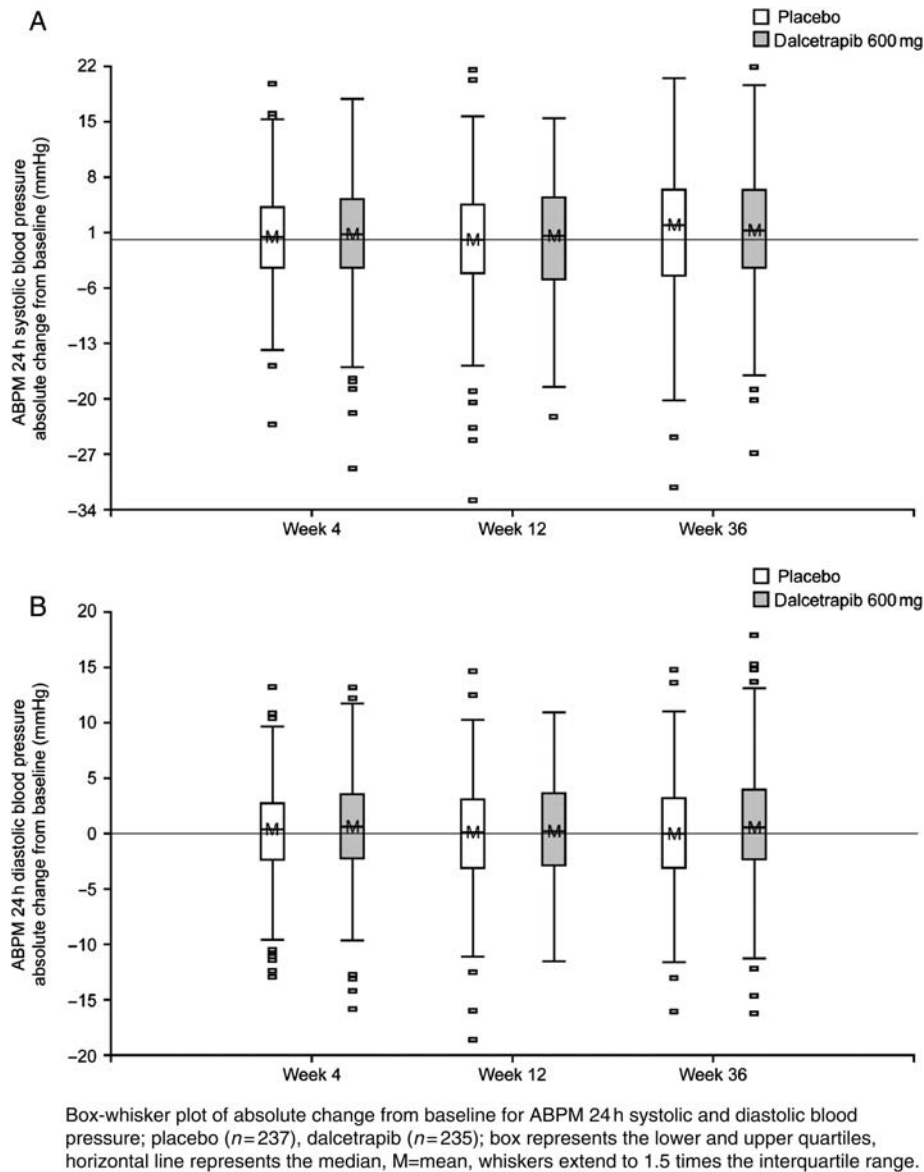 A
Placebo
Dalcetrapib 600 mg
ABPM 24 h systolic blood pressure
absolute change from baseline (mmHg)
22
15
8
1
−6
−13
−20
−27
−34
M M M M M M
Week 4 Week 12 Week 36
B
Placebo
Dalcetrapib 600 mg
ABPM 24 h diastolic blood pressure
absolute change from baseline (mmHg)
20
15
10
5
0
−5
−10
−15
−20
M M M M M M
Week 4 Week 12 Week 36
Box-whisker plot of absolute change from baseline for ABPM 24 h systolic and diastolic blood
pressure; placebo (n=237), dalcetrapib (n=235); box represents the lower and upper quartiles,
horizontal line represents the median, M=mean, whiskers extend to 1.5 times the interquartile range.